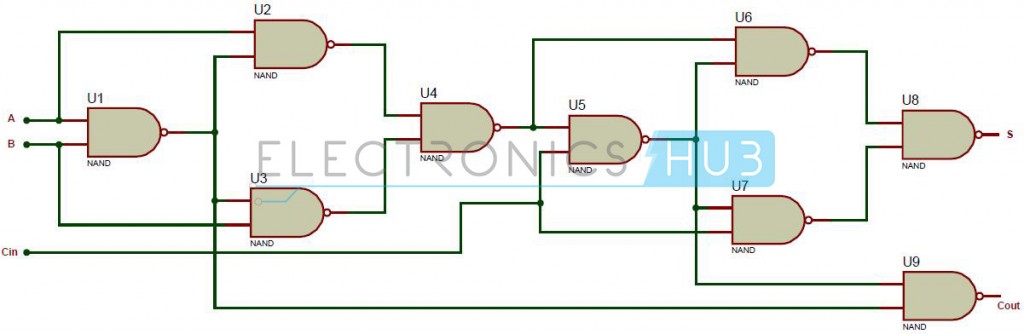 U2
NAND
U6
NAND
A
B
U1
NAND
U4
NAND
U5
NAND
U8
NAND
S
ELECTRONICS HUB
U3
NAND
U7
NAND
Cin
U9
NAND
Cout